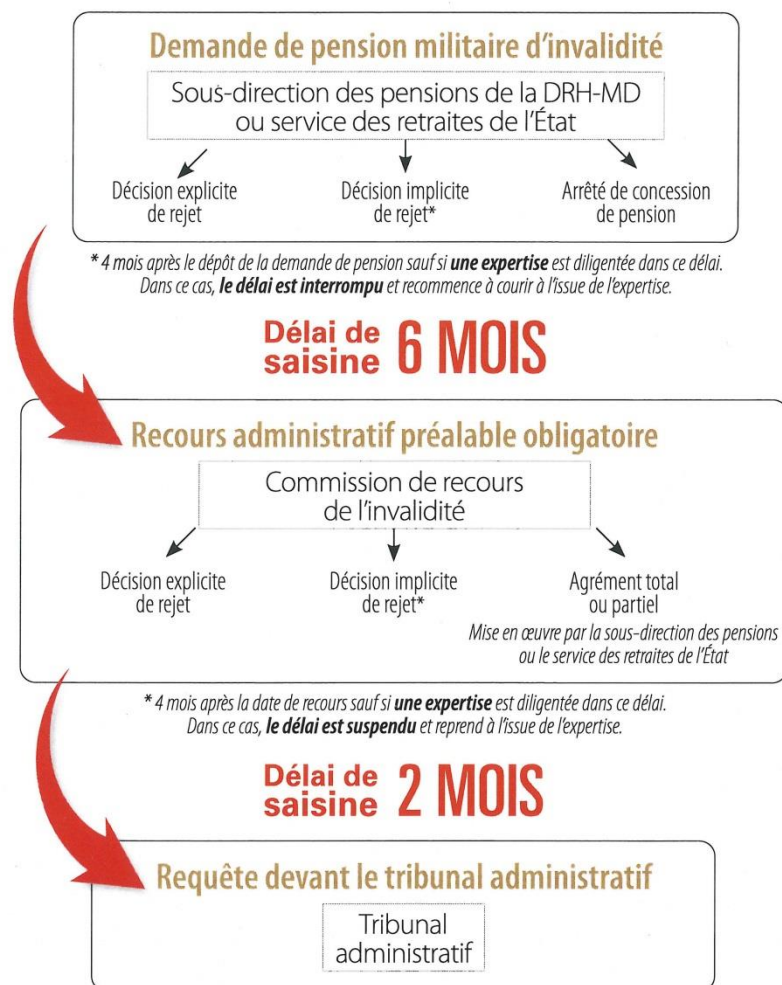 Demande de pension militaire d'invalidité
Sous-direction des pensions de la DRH-MD
ou service des retraites de l'État
Décision explicite
de rejet
Décision implicite
de rejet*
Arrêté de concession
de pension
* 4 mois après le dépôt de la demande de pension sauf si une expertise est diligentée dans ce délai.
Dans ce cas, le délai est interrompu et recommence à courir à l'issue de l'expertise.
Délai de
saisine 6 MOIS
Recours administratif préalable obligatoire
Commission de recours
de l'invalidité
Décision explicite
de rejet
Décision implicite
de rejet*
Agrément total
ou partiel
Mise en œuvre par la sous-direction des pensions
ou le service des retraites de l'État
* 4 mois après la date de recours sauf si une expertise est diligentée dans ce délai.
Dans ce cas, le délai est suspendu et reprend à l'issue de l'expertise.
Délai de
saisine 2 MOIS
Requête devant le tribunal administratif
Tribunal
administratif